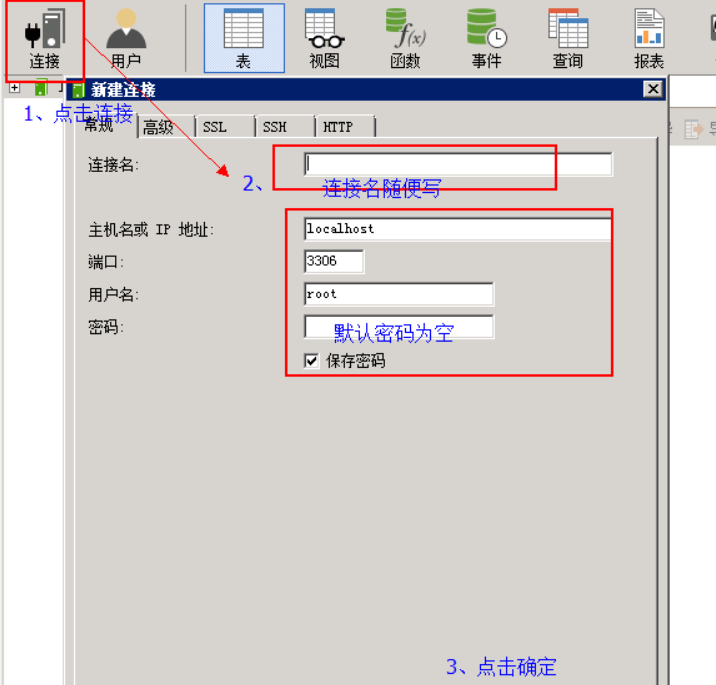 连接 用户 表 视图 函数 事件 查询 报表
新建连接
1、点击连接
常规 高级 SSL SSH HTTP
连接名:
2、 连接名随便写
主机名或 IP 地址: localhost
端口: 3306
用户名: root
密码: 默认密码为空
保存密码
3、点击确定